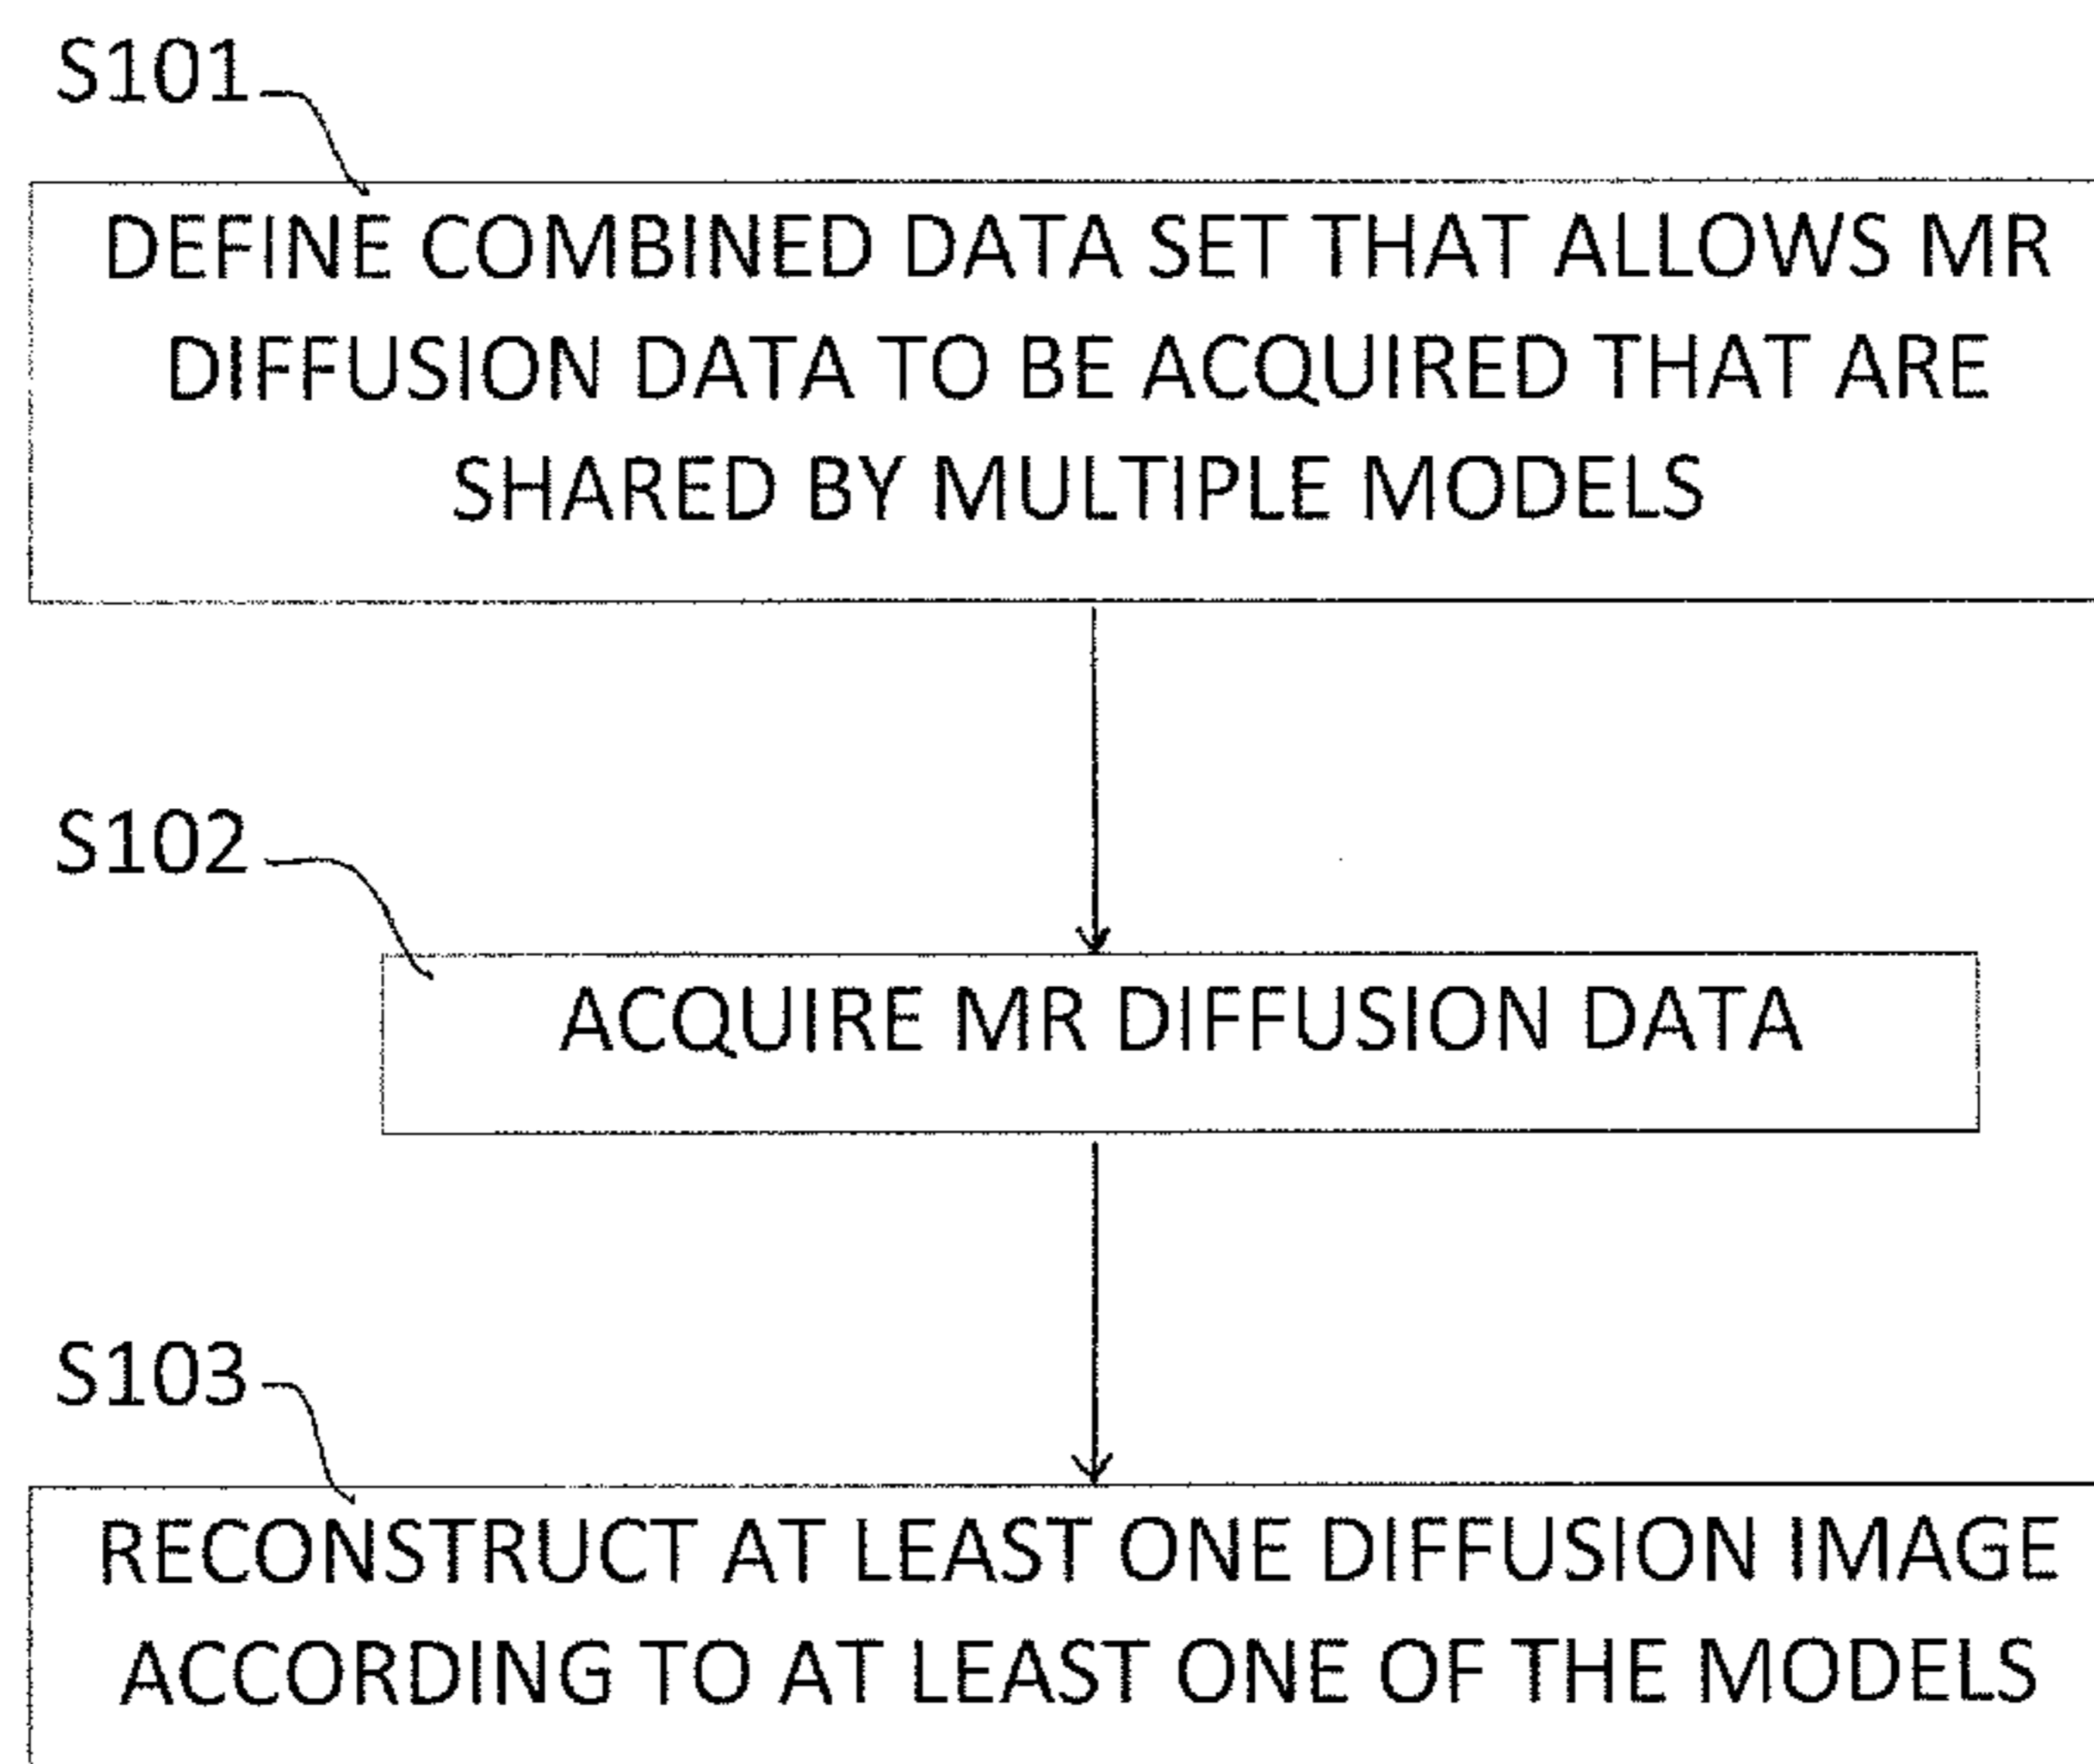 S101
DEFINE COMBINED DATA SET THAT ALLOWS MR
DIFFUSION DATA TO BE ACQUIRED THAT ARE
SHARED BY MULTIPLE MODELS
S102
ACQUIRE MR DIFFUSION DATA
S103
RECONSTRUCT AT LEAST ONE DIFFUSION IMAGE
ACCORDING TO AT LEAST ONE OF THE MODELS